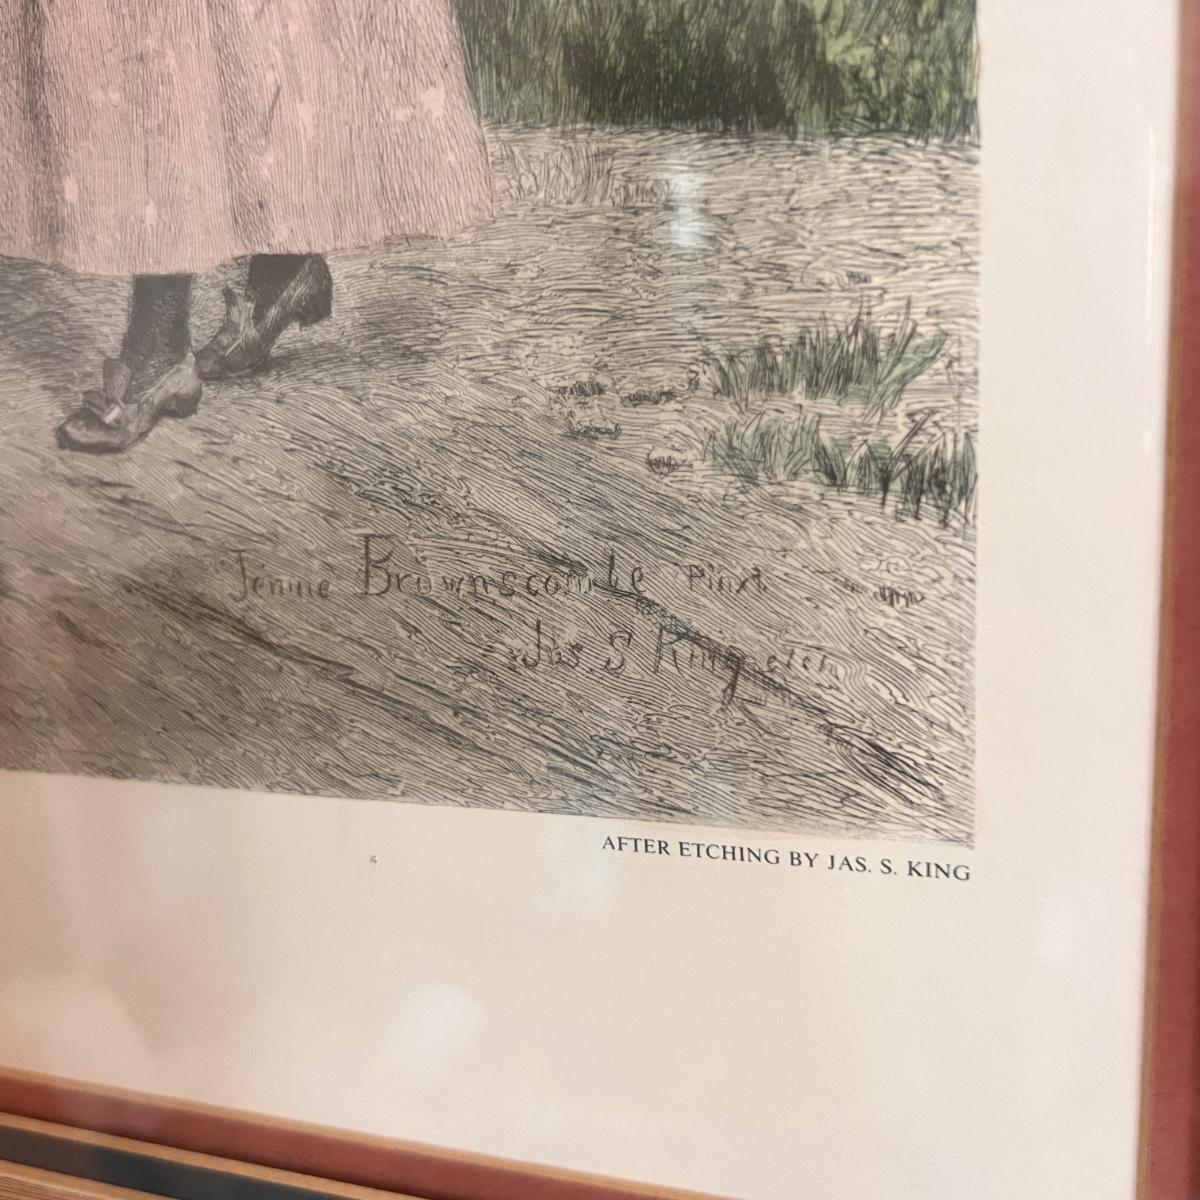 Jennie Brownscombe Pinxt.
Jas. S King etch
AFTER ETCHING BY JAS. S. KING